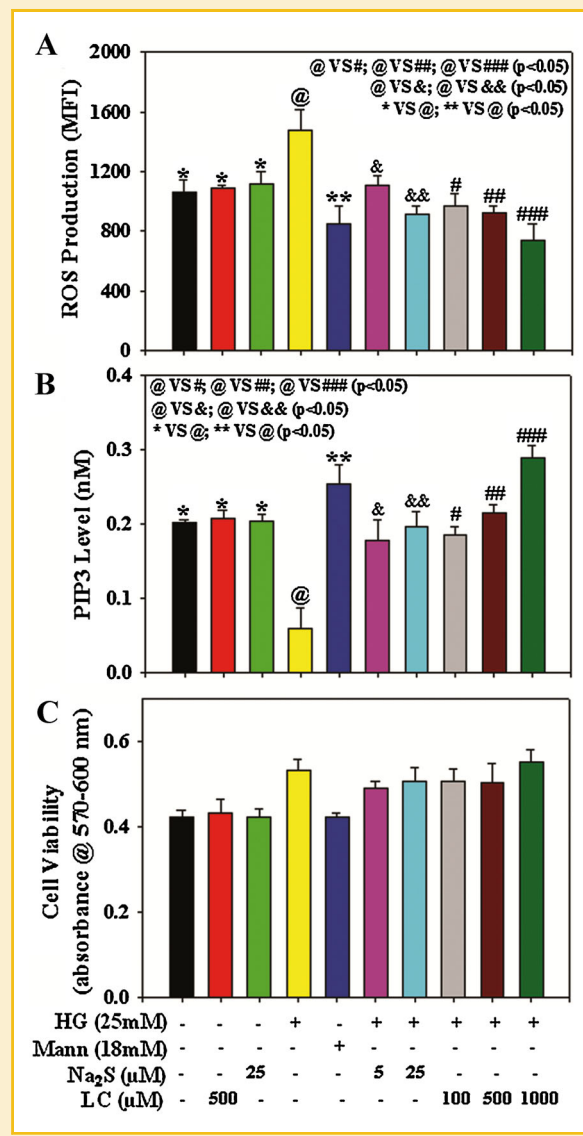 A
2000
1600
1200
800
400
0
ROS Production (MFI)
@ VS #; @ VS ##; @ VS ### (p<0.05)
@ VS &; @ VS && (p<0.05)
* VS @; ** VS @ (p<0.05)
* * * @ ** & && # ## ###
B
0.4
0.3
0.2
0.1
0.0
PIP3 Level (nM)
@ VS #; @ VS ##; @ VS ### (p<0.05)
@ VS &; @ VS && (p<0.05)
* VS @; ** VS @ (p<0.05)
* * * @ ** & && # ## ###
C
0.6
0.4
0.2
0.0
Cell Viability
(absorbance @ 570-600 nm)
HG (25mM) - - - + - + + + + +
Mann (18mM) - - - - + - - - - -
Na₂S (µM) - - 25 - - 5 25 - - -
LC (µM) - 500 - - - - - 100 500 1000